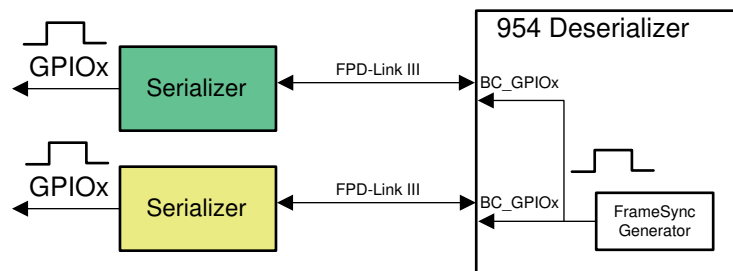 954 Deserializer
GPIOx
Serializer
FPD-Link III
BC_GPIOx
GPIOx
Serializer
FPD-Link III
BC_GPIOx
FrameSync
Generator